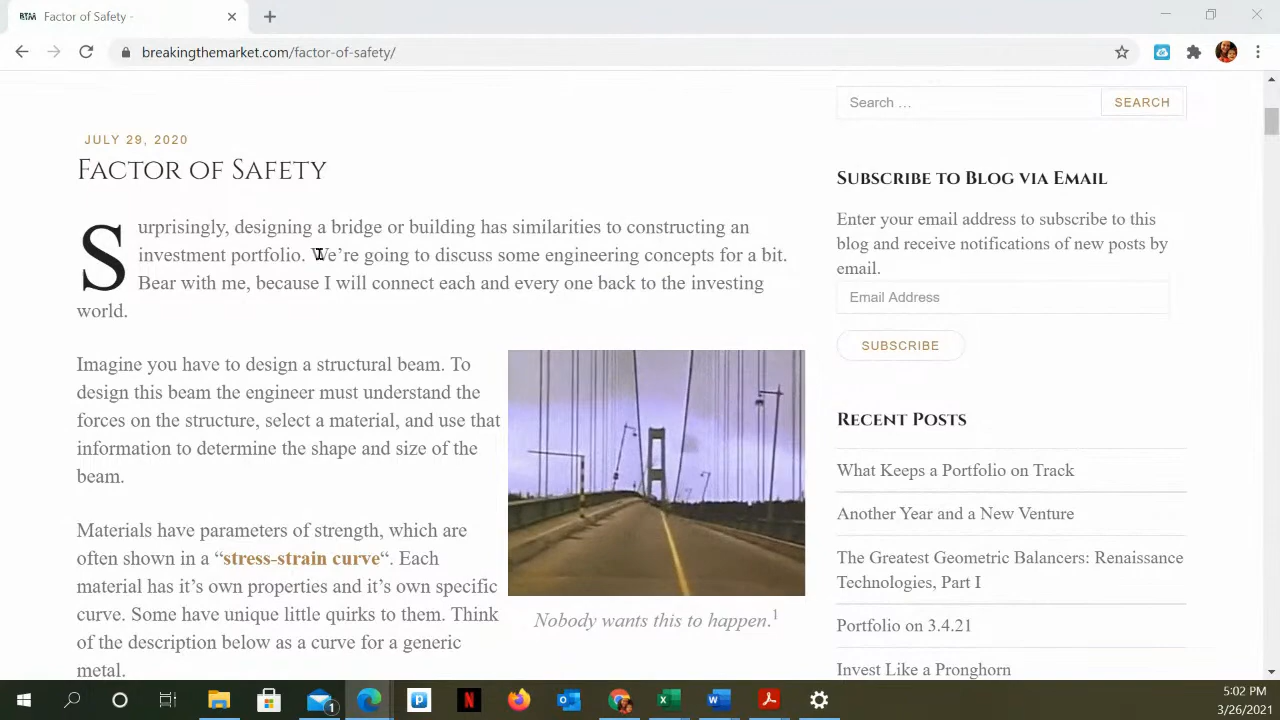 BTM Factor of Safety -
breakingthemarket.com/factor-of-safety/
Search …
SEARCH
JULY 29, 2020
Factor of Safety
Surprisingly, designing a bridge or building has similarities to constructing an
investment portfolio. We’re going to discuss some engineering concepts for a bit.
Bear with me, because I will connect each and every one back to the investing
world.
Imagine you have to design a structural beam. To
design this beam the engineer must understand the
forces on the structure, select a material, and use that
information to determine the shape and size of the
beam.
Materials have parameters of strength, which are
often shown in a “stress-strain curve“. Each
material has it’s own properties and it’s own specific
curve. Some have unique little quirks to them. Think
of the description below as a curve for a generic
metal.
Nobody wants this to happen.1
Subscribe to Blog via Email
Enter your email address to subscribe to this
blog and receive notifications of new posts by
email.
Email Address
SUBSCRIBE
Recent Posts
What Keeps a Portfolio on Track
Another Year and a New Venture
The Greatest Geometric Balancers: Renaissance
Technologies, Part I
Portfolio on 3.4.21
Invest Like a Pronghorn
1
5:02 PM
3/26/2021